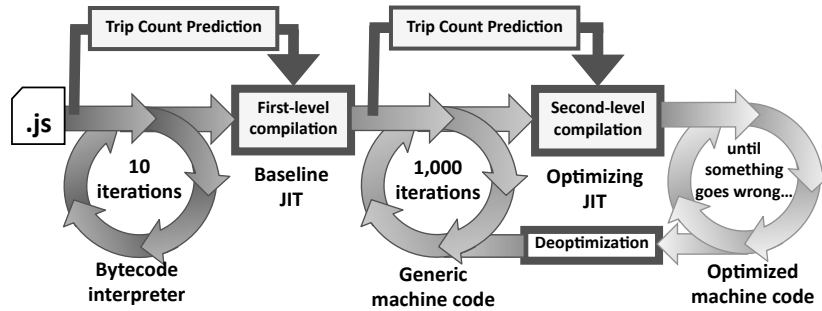 Trip Count Prediction
Trip Count Prediction
.js
First-level
compilation
Second-level
compilation
10
iterations
Baseline
JIT
1,000
iterations
Optimizing
JIT
until
something
goes wrong...
Deoptimization
Bytecode
interpreter
Generic
machine code
Optimized
machine code